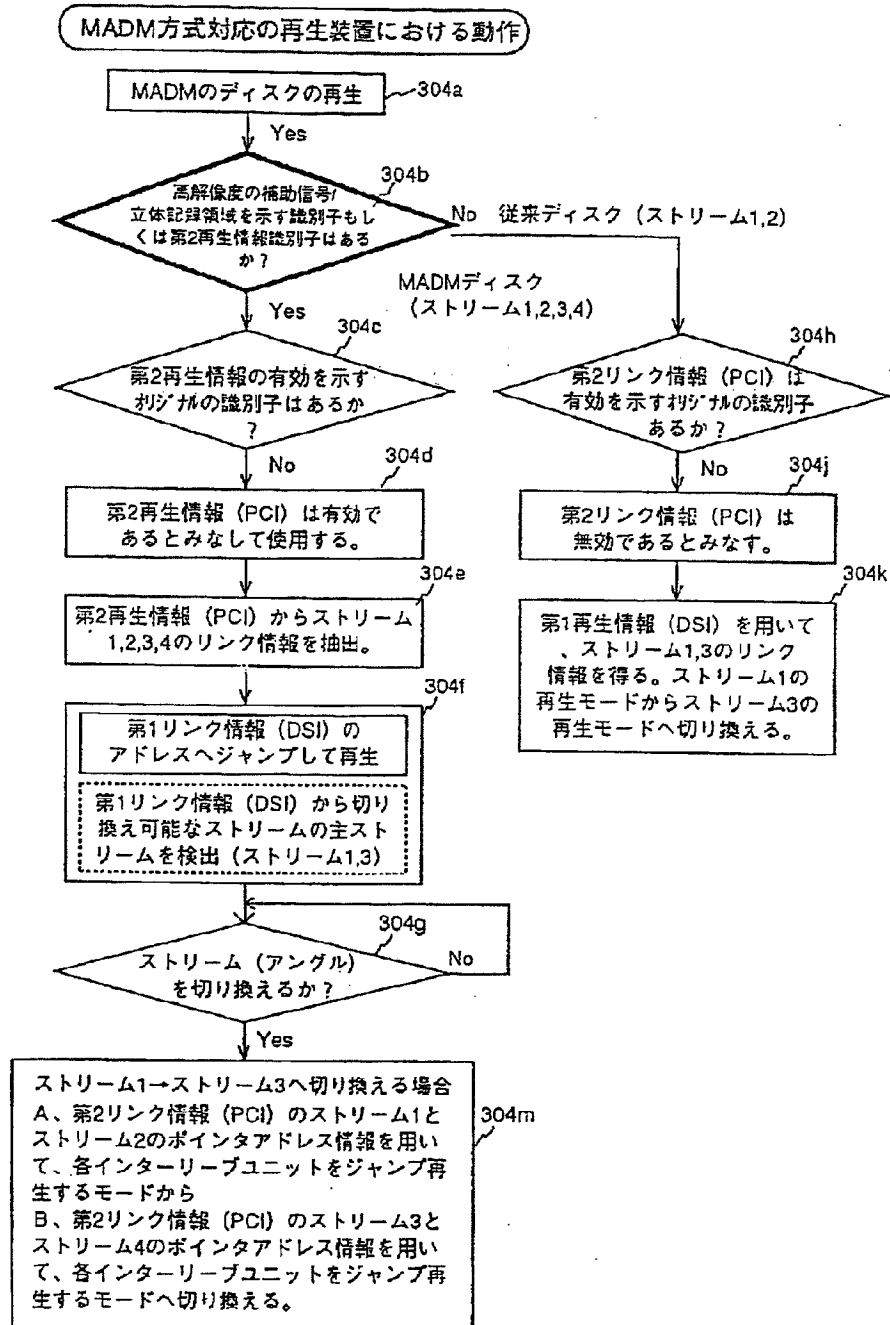 MADM方式対応の再生装置における動作
MADMのディスクの再生
304a
Yes
304b
高解像度の補助信号/
立体記録領域を示す識別子もし
くは第2再生情報識別子はある
か?
No 従来ディスク(ストリーム1,2)
MADMディスク
(ストリーム1,2,3,4)
Yes
304c
第2再生情報の有効を示す
オリジナルの識別子はあるか
?
304h
第2リンク情報(PCI)は
有効を示すオリジナルの識別子
あるか?
No
304d
第2再生情報(PCI)は有効で
あるとみなして使用する。
No
304j
第2リンク情報(PCI)は
無効であるとみなす。
304e
第2再生情報(PCI)からストリーム
1,2,3,4のリンク情報を抽出。
304k
第1再生情報(DSI)を用いて
、ストリーム1,3のリンク
情報を得る。ストリーム1の
再生モードからストリーム3の
再生モードへ切り換える。
304f
第1リンク情報(DSI)の
アドレスへジャンプして再生
第1リンク情報(DSI)から切り
換え可能なストリームの主スト
リームを検出(ストリーム1,3)
304g
ストリーム(アングル)
を切り換えるか?
No
Yes
304m
ストリーム1→ストリーム3へ切り換える場合
A、第2リンク情報(PCI)のストリーム1と
ストリーム2のポインタアドレス情報を用い
て、各インターリーブユニットをジャンプ再
生するモードから
B、第2リンク情報(PCI)のストリーム3と
ストリーム4のポインタアドレス情報を用い
て、各インターリーブユニットをジャンプ再
生するモードへ切り換える。